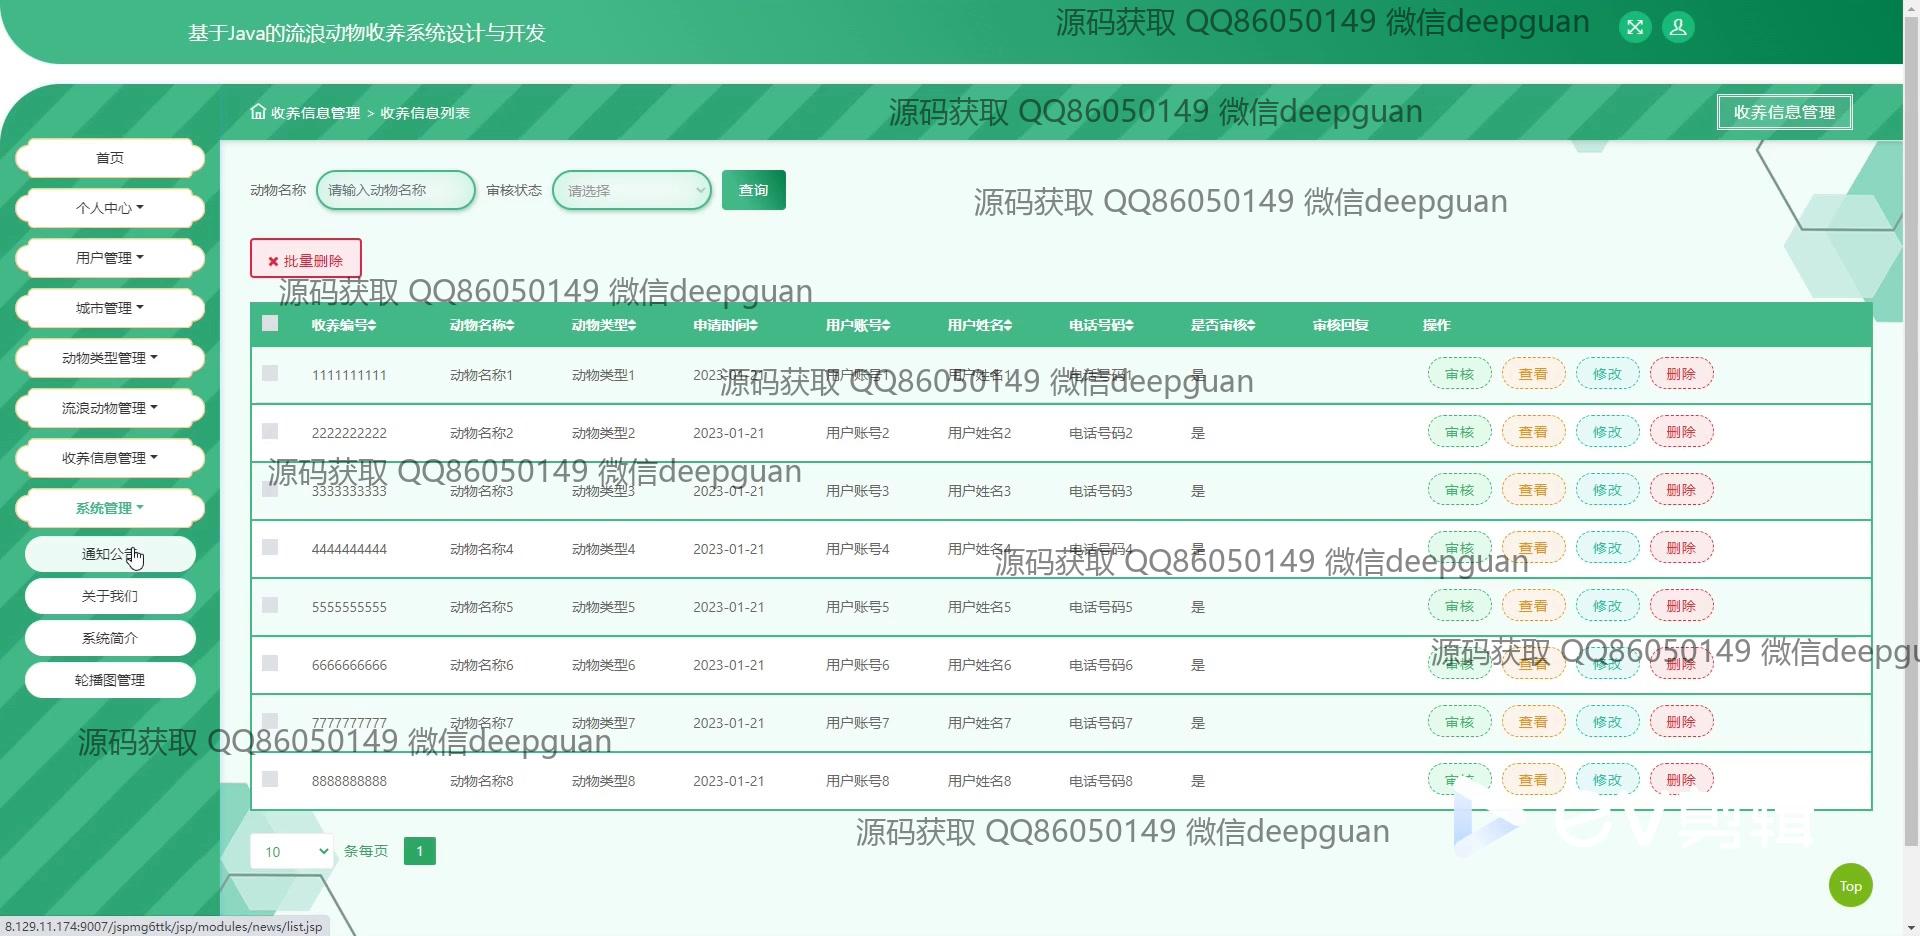 基于Java的流浪动物收养系统设计与开发
源码获取 QQ86050149 微信deepguan
收养信息管理 > 收养信息列表
源码获取 QQ86050149 微信deepguan
收养信息管理
首页
个人中心
用户管理
城市管理
动物类型管理
流浪动物管理
收养信息管理
系统管理
通知公告
关于我们
系统简介
轮播图管理
动物名称 请输入动物名称 审核状态 请选择 查询
源码获取 QQ86050149 微信deepguan
批量删除
源码获取 QQ86050149 微信deepguan
收养编号 动物名称 动物类型 申请时间 用户账号 用户姓名 电话号码 是否审核 审核回复 操作
1111111111 动物名称1 动物类型1 2023-01-21 用户账号1 用户姓名1 电话号码1 是 审核 查看 修改 删除
源码获取 QQ86050149 微信deepguan
2222222222 动物名称2 动物类型2 2023-01-21 用户账号2 用户姓名2 电话号码2 是 审核 查看 修改 删除
源码获取 QQ86050149 微信deepguan
3333333333 动物名称3 动物类型3 2023-01-21 用户账号3 用户姓名3 电话号码3 是 审核 查看 修改 删除
4444444444 动物名称4 动物类型4 2023-01-21 用户账号4 用户姓名4 电话号码4 是 审核 查看 修改 删除
源码获取 QQ86050149 微信deepguan
5555555555 动物名称5 动物类型5 2023-01-21 用户账号5 用户姓名5 电话号码5 是 审核 查看 修改 删除
源码获取 QQ86050149 微信deepgu
6666666666 动物名称6 动物类型6 2023-01-21 用户账号6 用户姓名6 电话号码6 是 审核 查看 修改 删除
7777777777 动物名称7 动物类型7 2023-01-21 用户账号7 用户姓名7 电话号码7 是 审核 查看 修改 删除
源码获取 QQ86050149 微信deepguan
8888888888 动物名称8 动物类型8 2023-01-21 用户账号8 用户姓名8 电话号码8 是 审核 查看 修改 删除
ev剪辑
源码获取 QQ86050149 微信deepguan
10 条每页 1
Top
8.129.11.174:9007/jspmg6ttk/jsp/modules/news/list.jsp